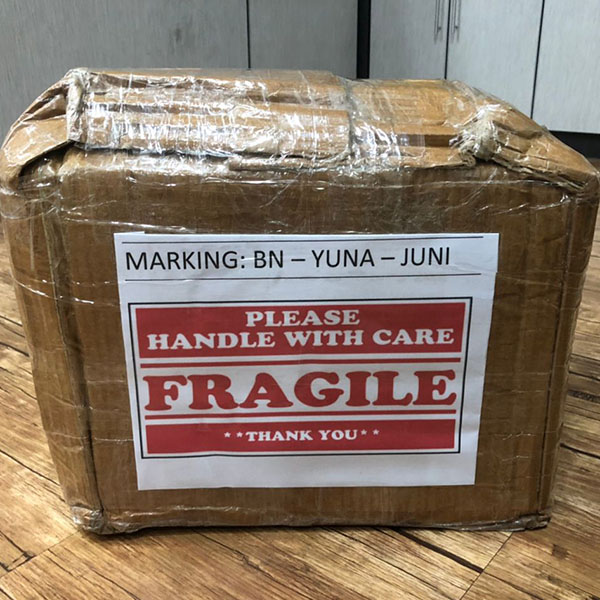 MARKING: BN – YUNA – JUNI
PLEASE
HANDLE WITH CARE
FRAGILE
**THANK YOU**